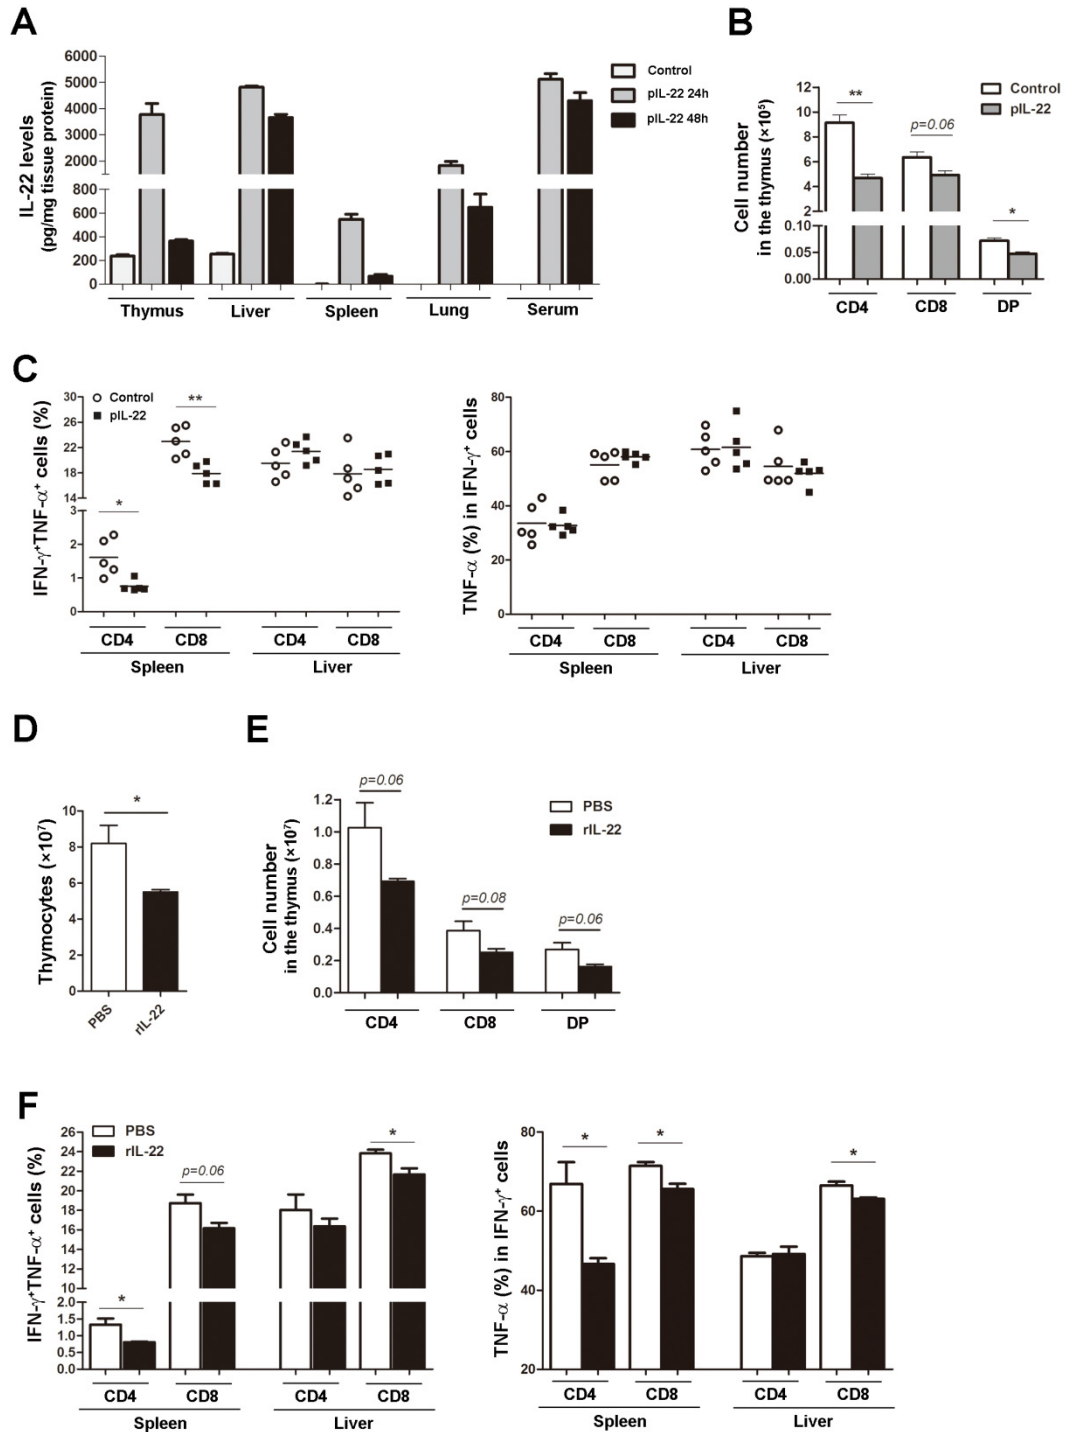 A
IL-22 levels
(pg/mg tissue protein)
6000
5000
4000
3000
2000
1000
800
600
400
200
0
Thymus Liver Spleen Lung Serum
Control
pIL-22 24h
pIL-22 48h
B
Cell number
in the thymus (×10⁵)
12
10
8
6
4
2
0.10
0.05
0.00
**
p=0.06
*
CD4 CD8 DP
Control
pIL-22
C
IFN-γ⁺TNF-α⁺ cells (%)
30
26
22
18
14
3
2
1
0
Control
pIL-22
*
**
CD4 CD8 CD4 CD8
Spleen Liver
TNF-α (%) in IFN-γ⁺ cells
80
60
40
20
0
CD4 CD8 CD4 CD8
Spleen Liver
D
Thymocytes (×10⁷)
10
8
6
4
2
0
*
PBS
rIL-22
E
Cell number
in the thymus (×10⁷)
1.2
1.0
0.8
0.6
0.4
0.2
0.0
p=0.06
p=0.08
p=0.06
CD4 CD8 DP
PBS
rIL-22
F
IFN-γ⁺TNF-α⁺ cells (%)
26
24
22
20
18
16
14
12
10
2.0
1.5
1.0
0.5
0.0
PBS
rIL-22
*
p=0.06
*
CD4 CD8 CD4 CD8
Spleen Liver
TNF-α (%) in IFN-γ⁺ cells
80
60
40
20
*
*
*
CD4 CD8 CD4 CD8
Spleen Liver